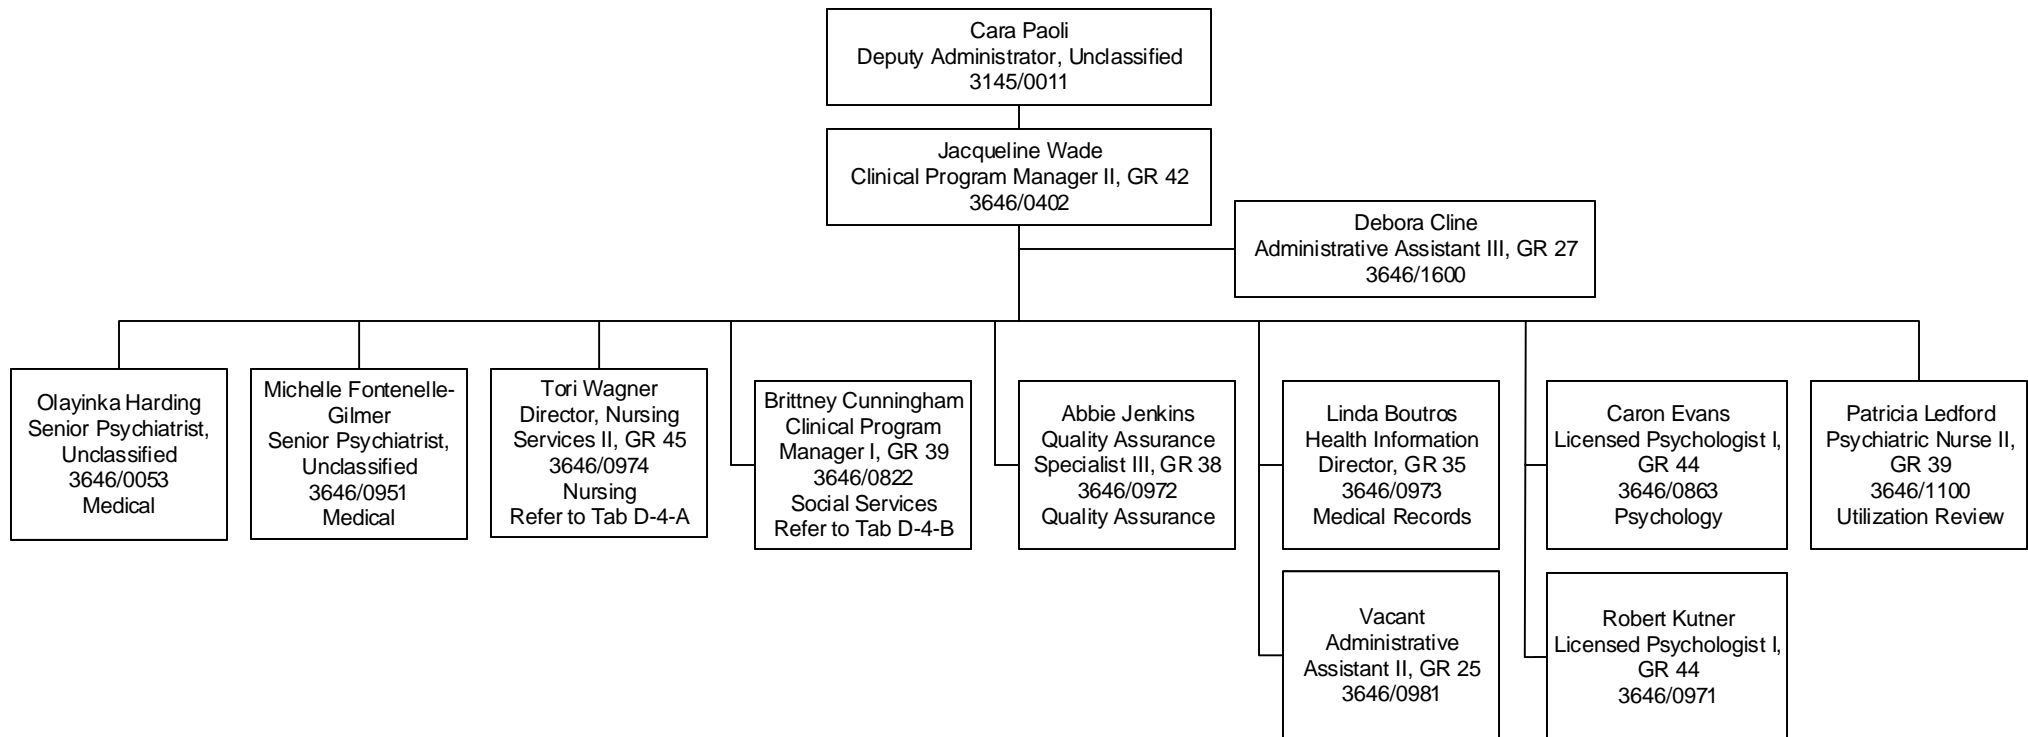 Cara Paoli
Deputy Administrator, Unclassified
3145/0011
Jacqueline Wade
Clinical Program Manager II, GR 42
3646/0402
Debora Cline
Administrative Assistant III, GR 27
3646/1600
Olayinka Harding
Senior Psychiatrist,
Unclassified
3646/0053
Medical
Michelle Fontenelle-
Gilmer
Senior Psychiatrist,
Unclassified
3646/0951
Medical
Tori Wagner
Director, Nursing
Services II, GR 45
3646/0974
Nursing
Refer to Tab D-4-A
Brittney Cunningham
Clinical Program
Manager I, GR 39
3646/0822
Social Services
Refer to Tab D-4-B
Abbie Jenkins
Quality Assurance
Specialist III, GR 38
3646/0972
Quality Assurance
Linda Boutros
Health Information
Director, GR 35
3646/0973
Medical Records
Caron Evans
Licensed Psychologist I,
GR 44
3646/0863
Psychology
Patricia Ledford
Psychiatric Nurse II,
GR 39
3646/1100
Utilization Review
Vacant
Administrative
Assistant II, GR 25
3646/0981
Robert Kutner
Licensed Psychologist I,
GR 44
3646/0971